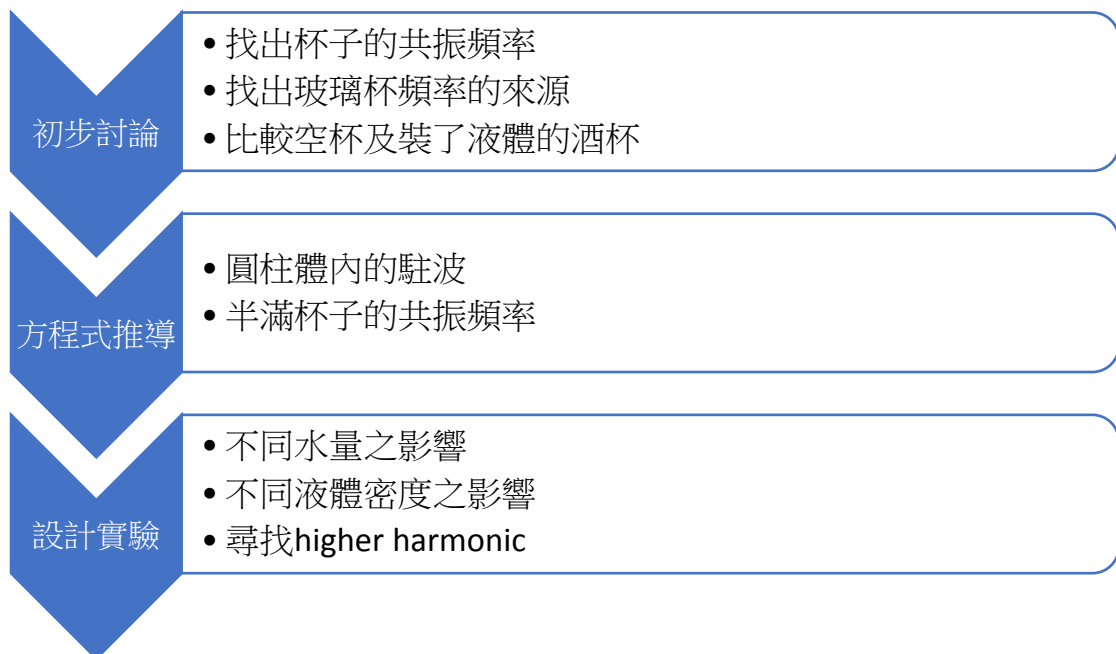 初步討論
• 找出杯子的共振頻率
• 找出玻璃杯頻率的來源
• 比較空杯及裝了液體的酒杯
方程式推導
• 圓柱體內的駐波
• 半滿杯子的共振頻率
設計實驗
• 不同水量之影響
• 不同液體密度之影響
• 尋找higher harmonic